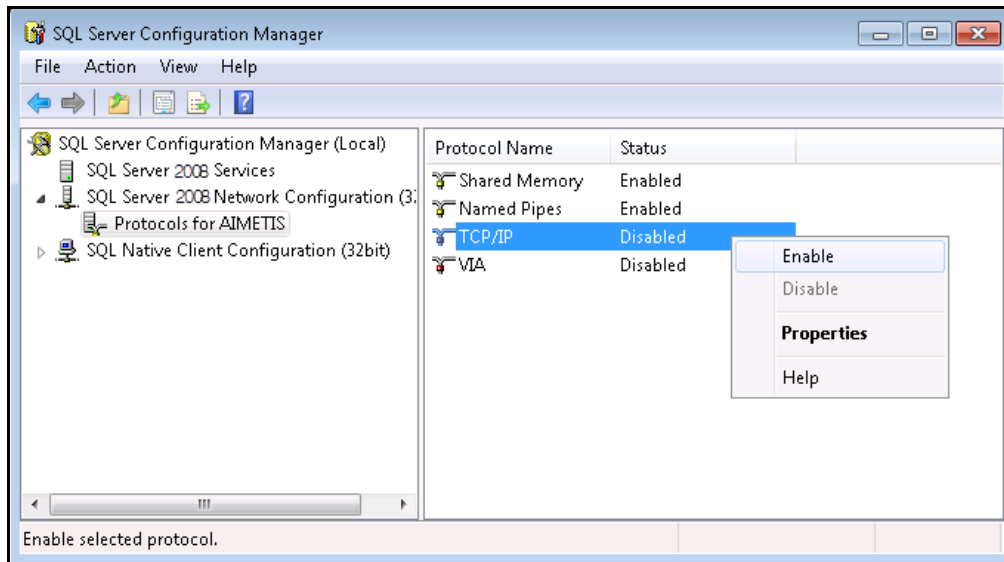 SQL Server Configuration Manager
File Action View Help
SQL Server Configuration Manager (Local)
SQL Server 2008 Services
SQL Server 2008 Network Configuration (3.
Protocols for AIMETIS
SQL Native Client Configuration (32bit)
Protocol Name Status
Shared Memory Enabled
Named Pipes Enabled
TCP/IP Disabled
VIA Disabled
Enable
Disable
Properties
Help
Enable selected protocol.